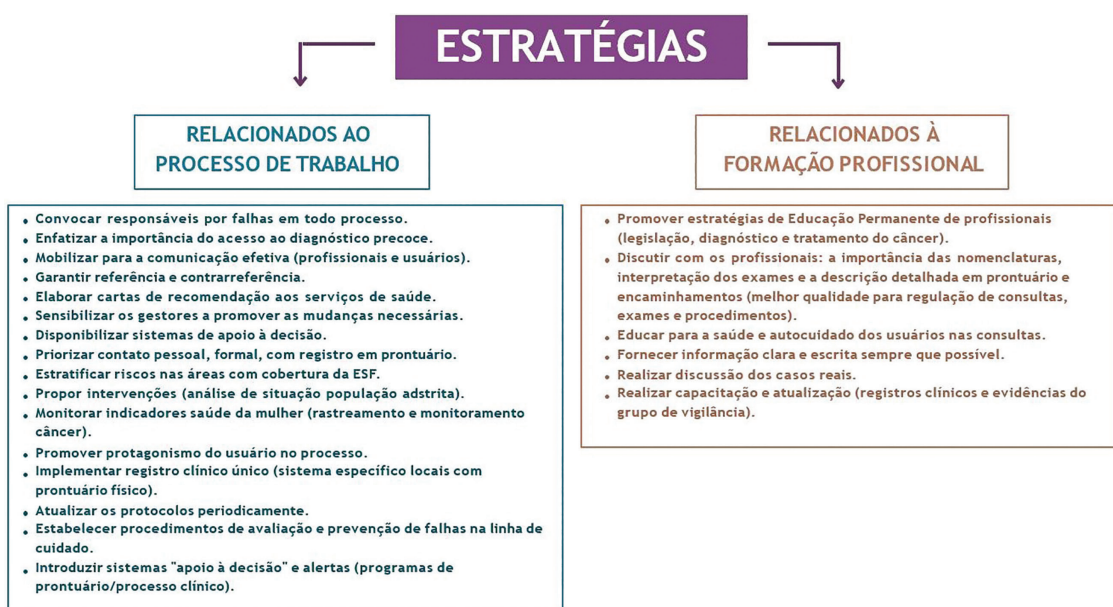 ESTRATÉGIAS
RELACIONADOS AO
PROCESSO DE TRABALHO
• Convocar responsáveis por falhas em todo processo.
• Enfatizar a importância do acesso ao diagnóstico precoce.
• Mobilizar para a comunicação efetiva (profissionais e usuários).
• Garantir referência e contrarreferência.
• Elaborar cartas de recomendação aos serviços de saúde.
• Sensibilizar os gestores a promover as mudanças necessárias.
• Disponibilizar sistemas de apoio à decisão.
• Priorizar contato pessoal, formal, com registro em prontuário.
• Estratificar riscos nas áreas com cobertura da ESF.
• Propor intervenções (análise de situação população adstrita).
• Monitorar indicadores saúde da mulher (rastreamento e monitoramento
câncer).
• Promover protagonismo do usuário no processo.
• Implementar registro clínico único (sistema específico locais com
prontuário físico).
• Atualizar os protocolos periodicamente.
• Estabelecer procedimentos de avaliação e prevenção de falhas na linha de
cuidado.
• Introduzir sistemas "apoio à decisão" e alertas (programas de
prontuário/processo clínico).
RELACIONADOS À
FORMAÇÃO PROFISSIONAL
• Promover estratégias de Educação Permanente de profissionais
(legislação, diagnóstico e tratamento do câncer).
• Discutir com os profissionais: a importância das nomenclaturas,
interpretação dos exames e a descrição detalhada em prontuário e
encaminhamentos (melhor qualidade para regulação de consultas,
exames e procedimentos).
• Educar para a saúde e autocuidado dos usuários nas consultas.
• Fornecer informação clara e escrita sempre que possível.
• Realizar discussão dos casos reais.
• Realizar capacitação e atualização (registros clínicos e evidências do
grupo de vigilância).